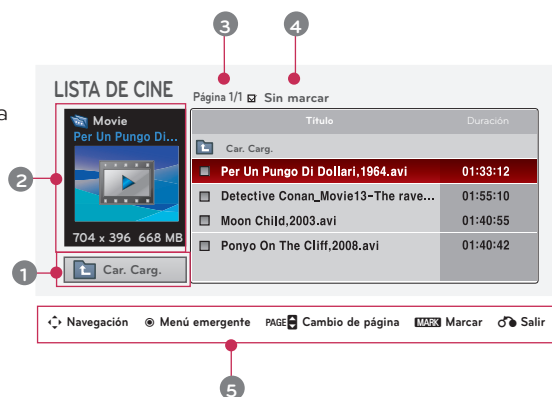 3
4
LISTA DE CINE
Página 1/1 Sin marcar
a
Movie
Per Un Pungo Di...
704 x 396 668 MB
2
1
Car. Carg.
Título Duración
Car. Carg.
Per Un Pungo Di Dollari,1964.avi 01:33:12
Detective Conan_Movie13-The rave... 01:55:10
Moon Child,2003.avi 01:40:55
Ponyo On The Cliff,2008.avi 01:40:42
Navegación Menú emergente PAGE Cambio de página MARK Marcar Salir
5